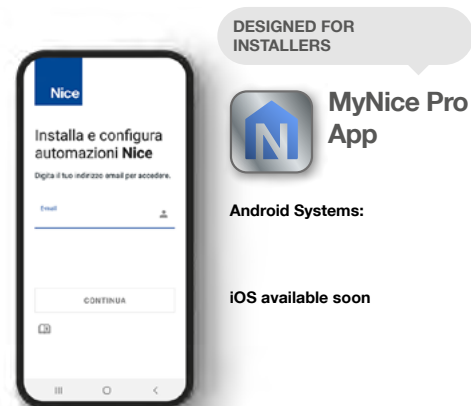 DESIGNED FOR
INSTALLERS
MyNice Pro
App
N
Android Systems:
iOS available soon
Nice
Installa e configura
automazioni Nice
Digita il tuo indirizzo email per accedere.
Email
CONTINUA